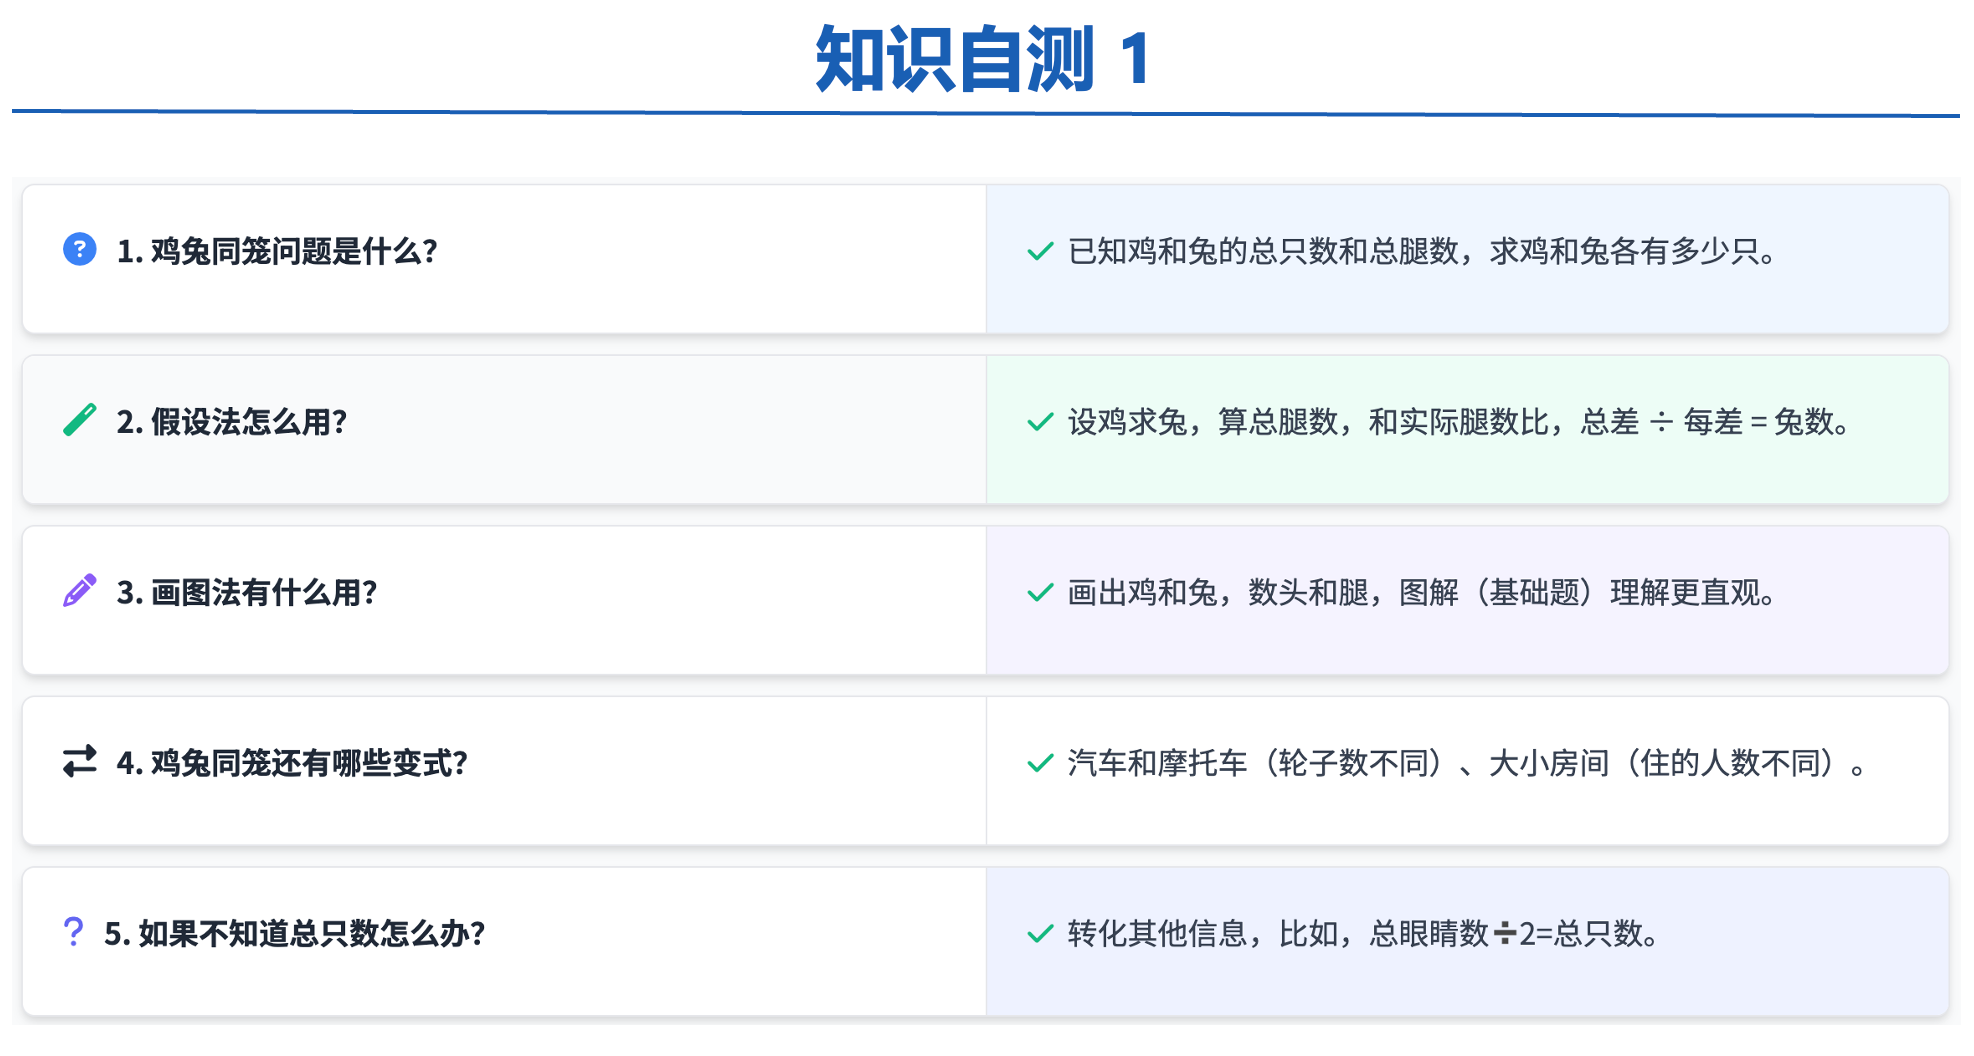 知识自测 1
1. 鸡兔同笼问题是什么？
已知鸡和兔的总只数和总腿数，求鸡和兔各有多少只。
2. 假设法怎么用？
设鸡求兔，算总腿数，和实际腿数比，总差 ÷ 每差 = 兔数。
3. 画图法有什么用？
画出鸡和兔，数头和腿，图解（基础题）理解更直观。
4. 鸡兔同笼还有哪些变式？
汽车和摩托车（轮子数不同）、大小房间（住的人数不同）。
5. 如果不知道总只数怎么办？
转化其他信息，比如，总眼睛数➗2=总只数。